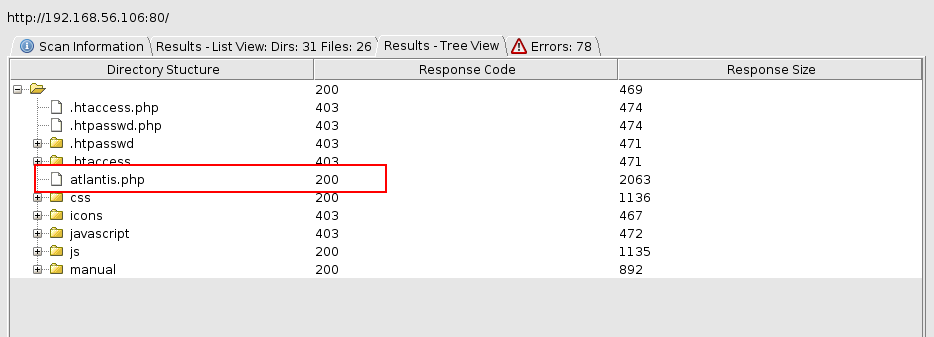 http://192.168.56.106:80/
Scan Information Results - List View: Dirs: 31 Files: 26 Results - Tree View Errors: 78
Directory Stucture Response Code Response Size
200 469
.htaccess.php 403 474
.htpasswd.php 403 474
.htpasswd 403 471
.htaccess 403 471
atlantis.php 200 2063
css 200 1136
icons 403 467
javascript 403 472
js 200 1135
manual 200 892